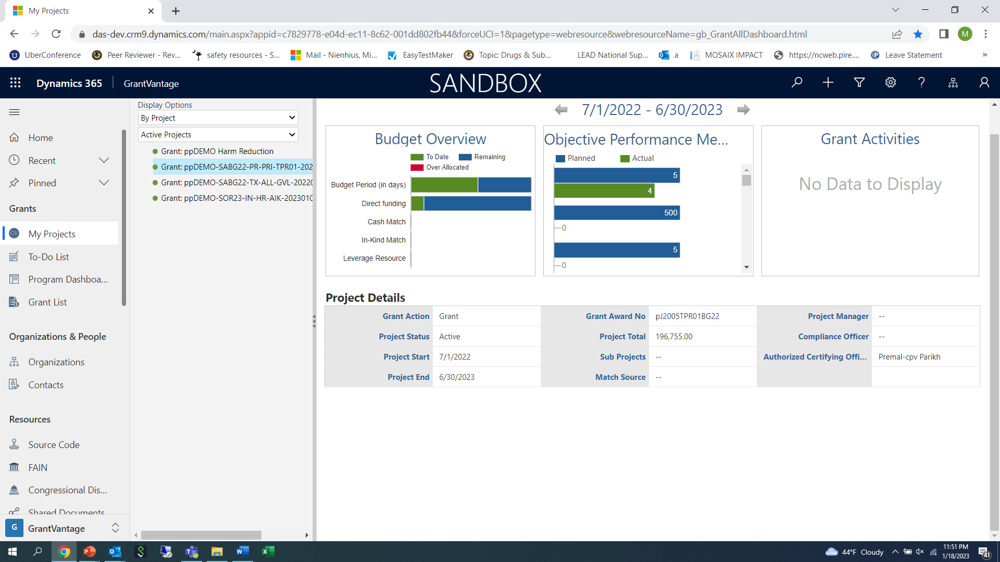 My Projects
das-dev.crm9.dynamics.com/main.aspx?appid=c7829778-e04d-ec11-8c62-001dd802fb44&forceUCI=1&pagetype=webresource&webresourceName=gb_GrantAllDashboard.html
M
UberConference
Peer Reviewer - Rev...
safety resources - S...
Mail - Nienhius, Mi...
EasyTestMaker
Topic: Drugs & Sub...
LEAD National Sup...
a
MOSAIX IMPACT
https://ncweb.pire....
Leave Statement
»
Dynamics 365
GrantVantage
SANDBOX
Home
Recent
Pinned
Grants
GV
My Projects
To-Do List
Program Dashboa...
Grant List
Organizations & People
Organizations
Contacts
Resources
Source Code
FAIN
Congressional Dis...
Shared Documents
G
GrantVantage
Display Options
By Project
Active Projects
Grant: ppDEMO Harm Reduction
Grant: ppDEMO-SABG22-PR-PRI-TPR01-202
Grant: ppDEMO-SABG22-TX-ALL-GVL-20220
Grant: ppDEMO-SOR23-IN-HR-AIK-2023010
7/1/2022 - 6/30/2023
Budget Overview
To Date
Remaining
Over Allocated
Budget Period (in days)
Direct funding
Cash Match
In-Kind Match
Leverage Resource
Objective Performance Me...
Planned
Actual
5
4
500
0
5
0
Grant Activities
No Data to Display
Project Details
Grant Action Grant Grant Award No pJ2005TPR01BG22 Project Manager --
Project Status Active Project Total 196,755.00 Compliance Officer --
Project Start 7/1/2022 Sub Projects -- Authorized Certifying Offi... Premal-cpv Parikh
Project End 6/30/2023 Match Source --
44°F Cloudy
11:51 PM
1/18/2023
41